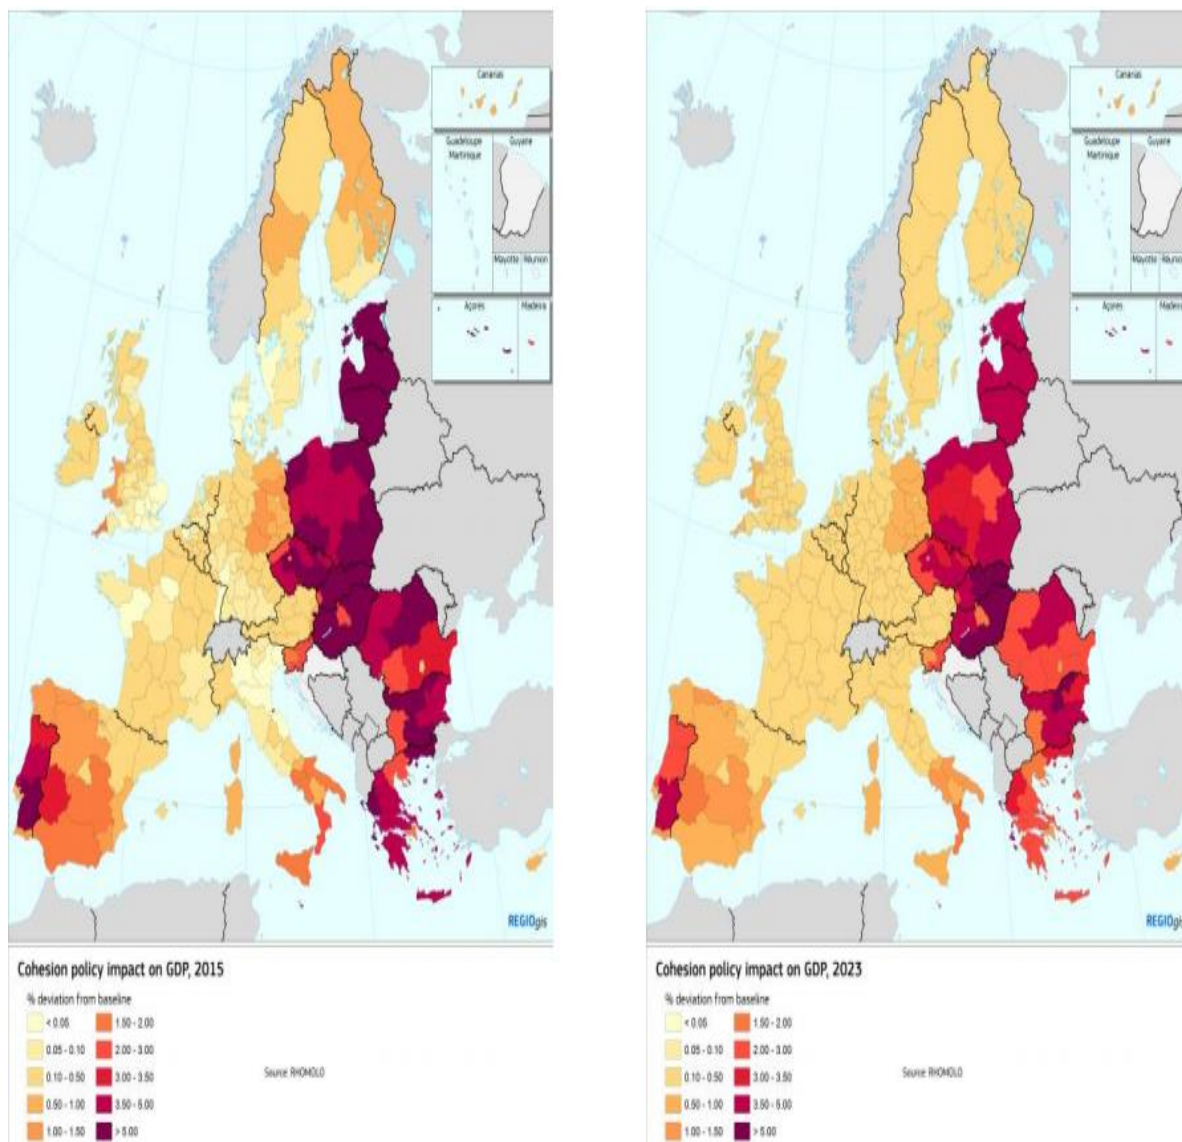 Canarias
Guadeloupe
Martinique
Guyane
Mayotte
Réunion
Açores
Madeira
REGIOgis
Cohesion policy impact on GDP, 2015
% deviation from baseline
< 0.05
1.50 - 2.00
0.05 - 0.10
2.00 - 3.00
0.10 - 0.50
3.00 - 3.50
0.50 - 1.00
3.50 - 5.00
1.00 - 1.50
> 5.00
Source: RHOMOLO
Canarias
Guadeloupe
Martinique
Guyane
Mayotte
Réunion
Açores
Madeira
REGIOgis
Cohesion policy impact on GDP, 2023
% deviation from baseline
< 0.05
1.50 - 2.00
0.05 - 0.10
2.00 - 3.00
0.10 - 0.50
3.00 - 3.50
0.50 - 1.00
3.50 - 5.00
1.00 - 1.50
> 5.00
Source: RHOMOLO